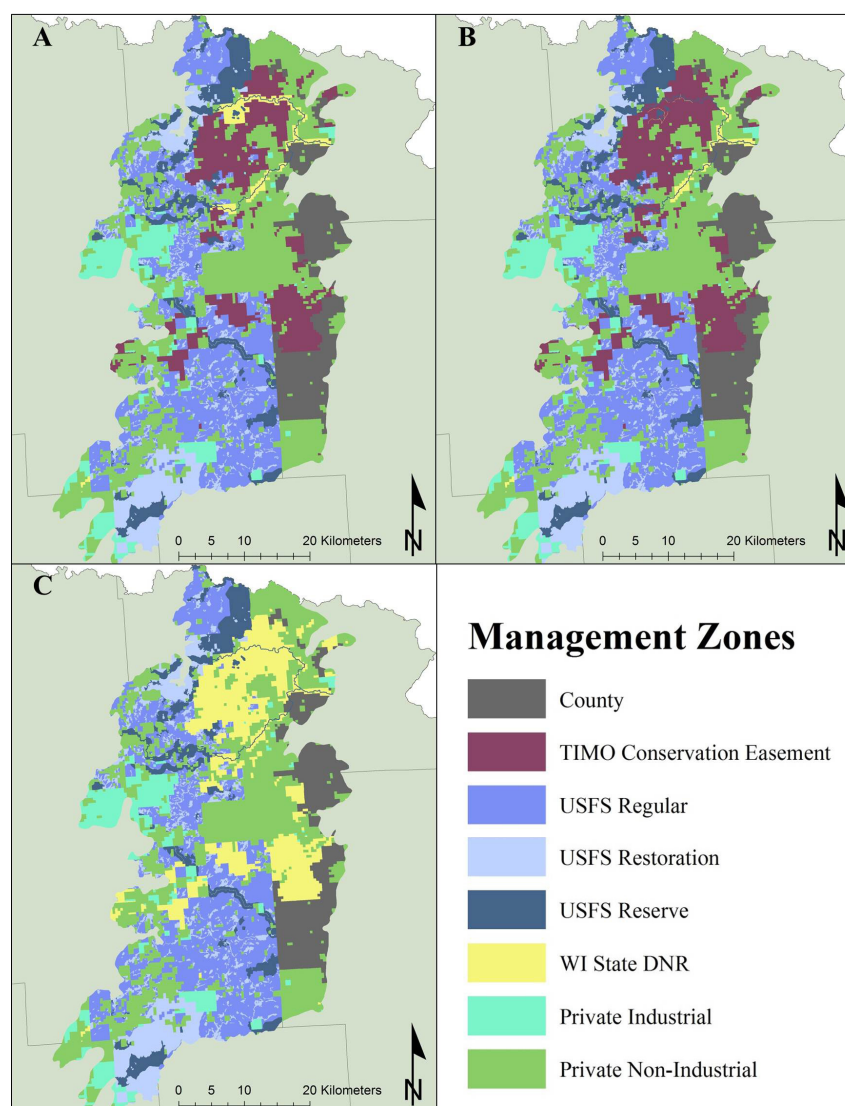 A
B
N
0 5 10 20 Kilometers
N
0 5 10 20 Kilometers
C
N
0 5 10 20 Kilometers
Management Zones
County
TIMO Conservation Easement
USFS Regular
USFS Restoration
USFS Reserve
WI State DNR
Private Industrial
Private Non-Industrial